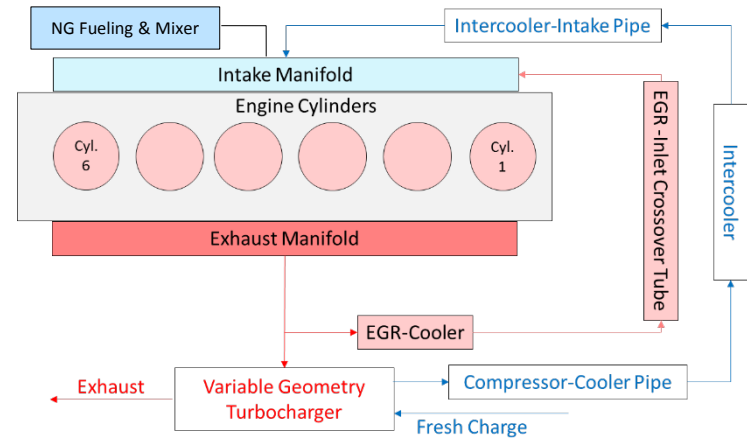 NG Fueling & Mixer
Intercooler-Intake Pipe
Intake Manifold
Engine Cylinders
Cyl.
6
Cyl.
1
EGR -Inlet Crossover Tube
Intercooler
Exhaust Manifold
EGR-Cooler
Exhaust
Variable Geometry
Turbocharger
Compressor-Cooler Pipe
Fresh Charge